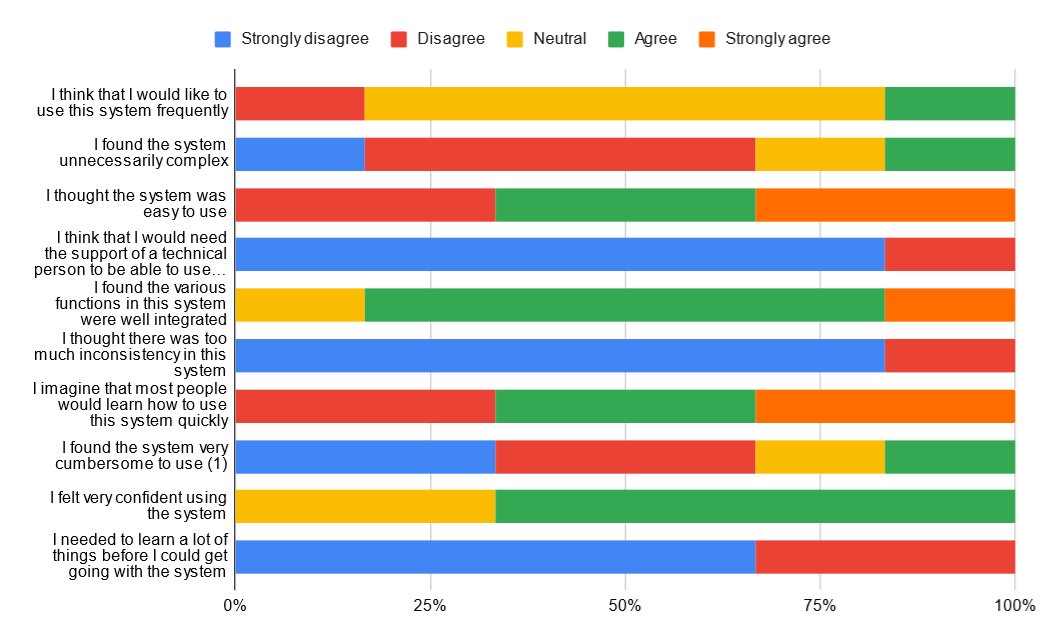 Strongly disagree Disagree Neutral Agree Strongly agree
I think that I would like to
use this system frequently
I found the system
unnecessarily complex
I thought the system was
easy to use
I think that I would need
the support of a technical
person to be able to use…
I found the various
functions in this system
were well integrated
I thought there was too
much inconsistency in this
system
I imagine that most people
would learn how to use
this system quickly
I found the system very
cumbersome to use (1)
I felt very confident using
the system
I needed to learn a lot of
things before I could get
going with the system
0% 25% 50% 75% 100%